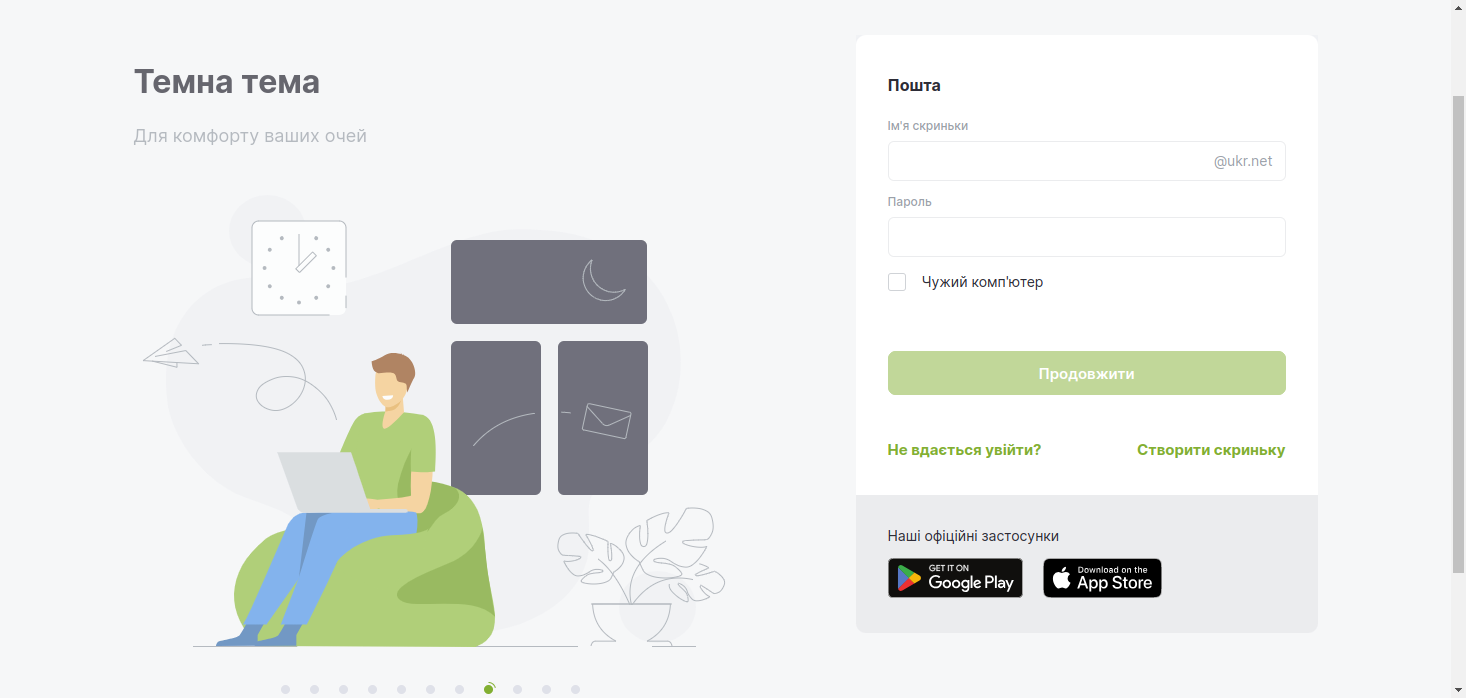 Темна тема
Для комфорту ваших очей
Пошта
Ім'я скриньки
@ukr.net
Пароль
Чужий комп'ютер
Продовжити
Не вдається увійти?
Створити скриньку
Наші офіційні застосунки
GET IT ON
Google Play
Download on the
App Store